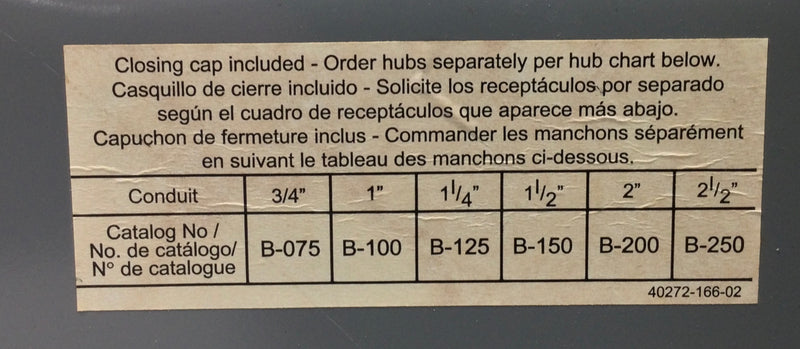 Closing cap included - Order hubs separately per hub chart below.
Casquillo de cierre incluido - Solicite los receptáculos por separado
según el cuadro de receptáculos que aparece más abajo.
Capuchon de fermeture inclus - Commander les manchons séparément
en suivant le tableau des manchons ci-dessous.
Conduit 3/4" 1" 1 1/4" 1 1/2" 2" 2 1/2"
Catalog No /
No. de catálogo/ B-075 B-100 B-125 B-150 B-200 B-250
N° de catalogue
40272-166-02